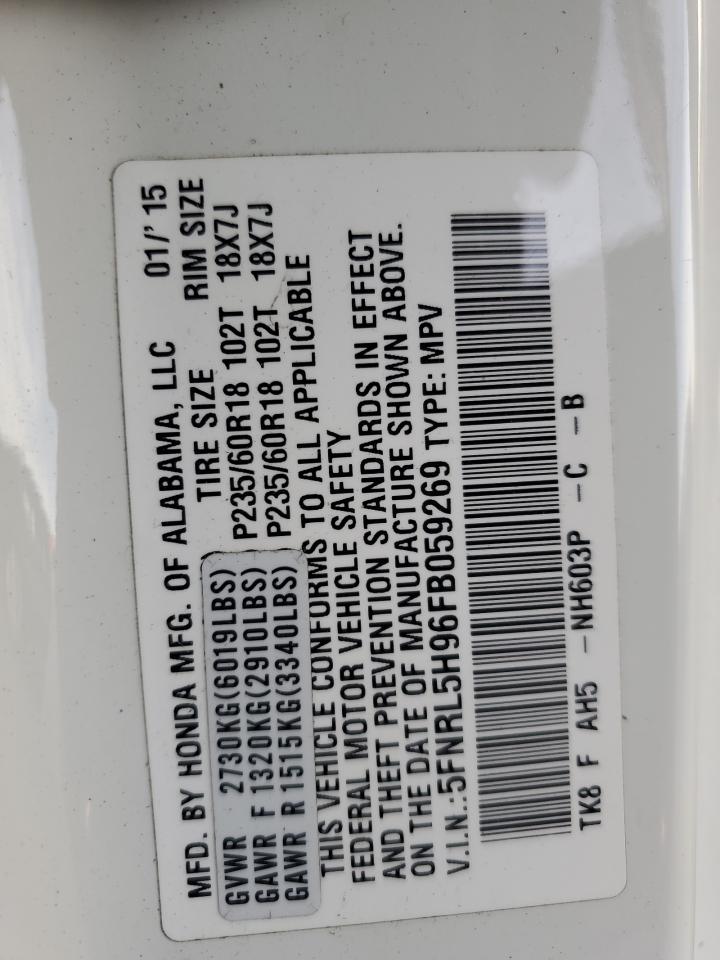 MFD. BY HONDA MFG. OF ALABAMA, LLC 01/'15
TIRE SIZE RIM SIZE
GVWR 2730KG(6019LBS)
GAWR F 1320KG(2910LBS) P235/60R18 102T 18X7J
GAWR R 1515KG(3340LBS) P235/60R18 102T 18X7J
THIS VEHICLE CONFORMS TO ALL APPLICABLE
FEDERAL MOTOR VEHICLE SAFETY
AND THEFT PREVENTION STANDARDS IN EFFECT
ON THE DATE OF MANUFACTURE SHOWN ABOVE.
V.I.N.:5FNRL5H96FB059269 TYPE: MPV
TK8 F AH5 -NH603P -C -B